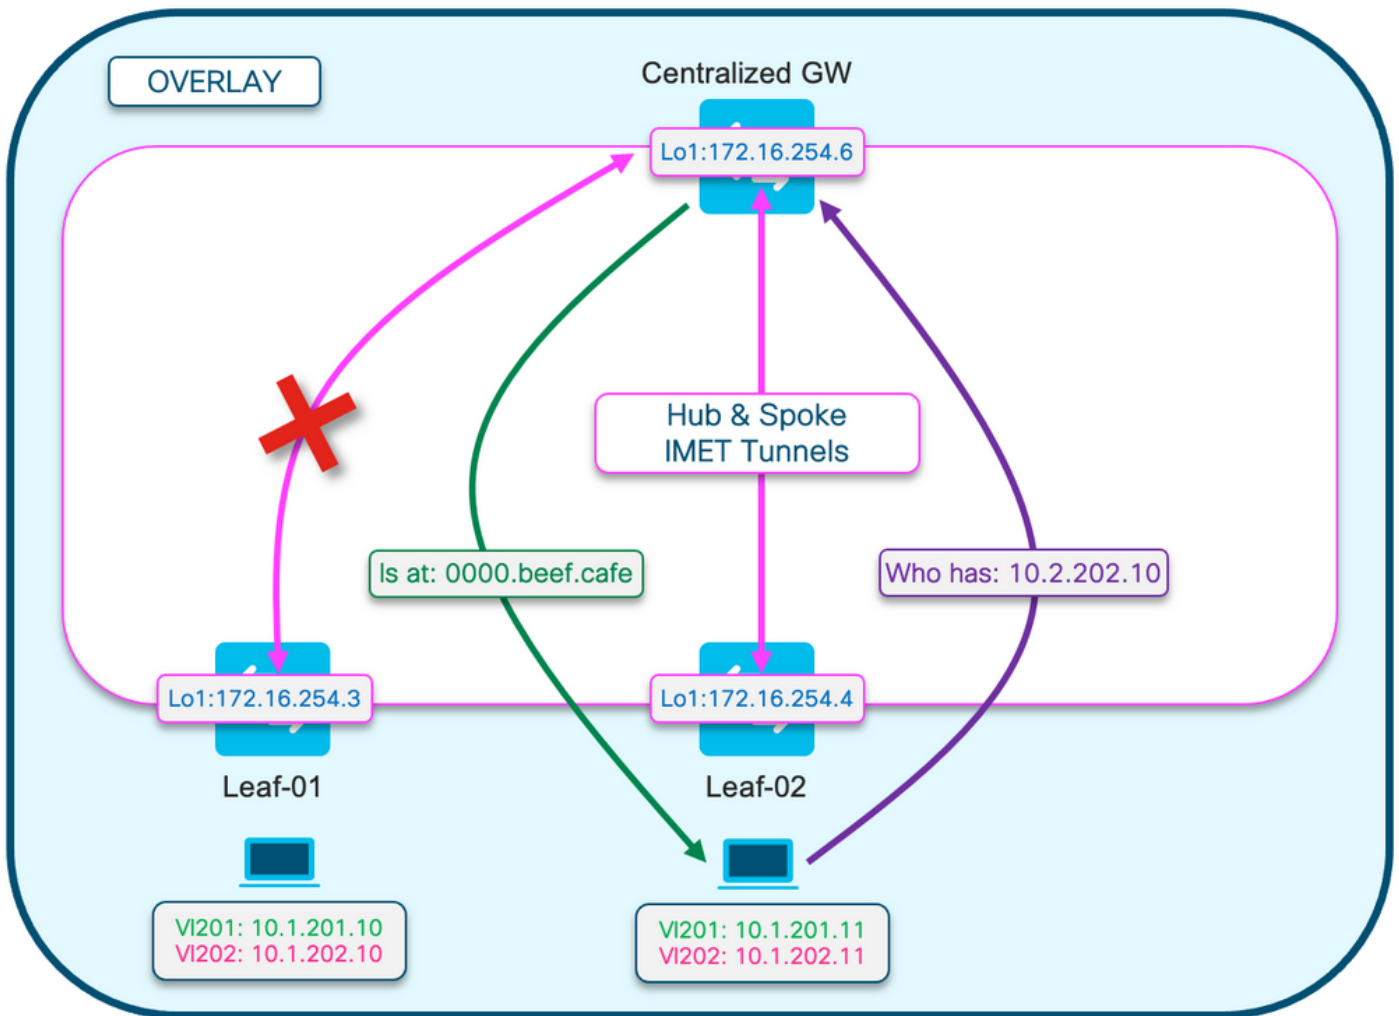 OVERLAY
Centralized GW
Lo1:172.16.254.6
Hub & Spoke
IMET Tunnels
Is at: 0000.beef.cafe
Who has: 10.2.202.10
Lo1:172.16.254.3
Lo1:172.16.254.4
Leaf-01
Leaf-02
Vl201: 10.1.201.10
Vl202: 10.1.202.10
Vl201: 10.1.201.11
Vl202: 10.1.202.11